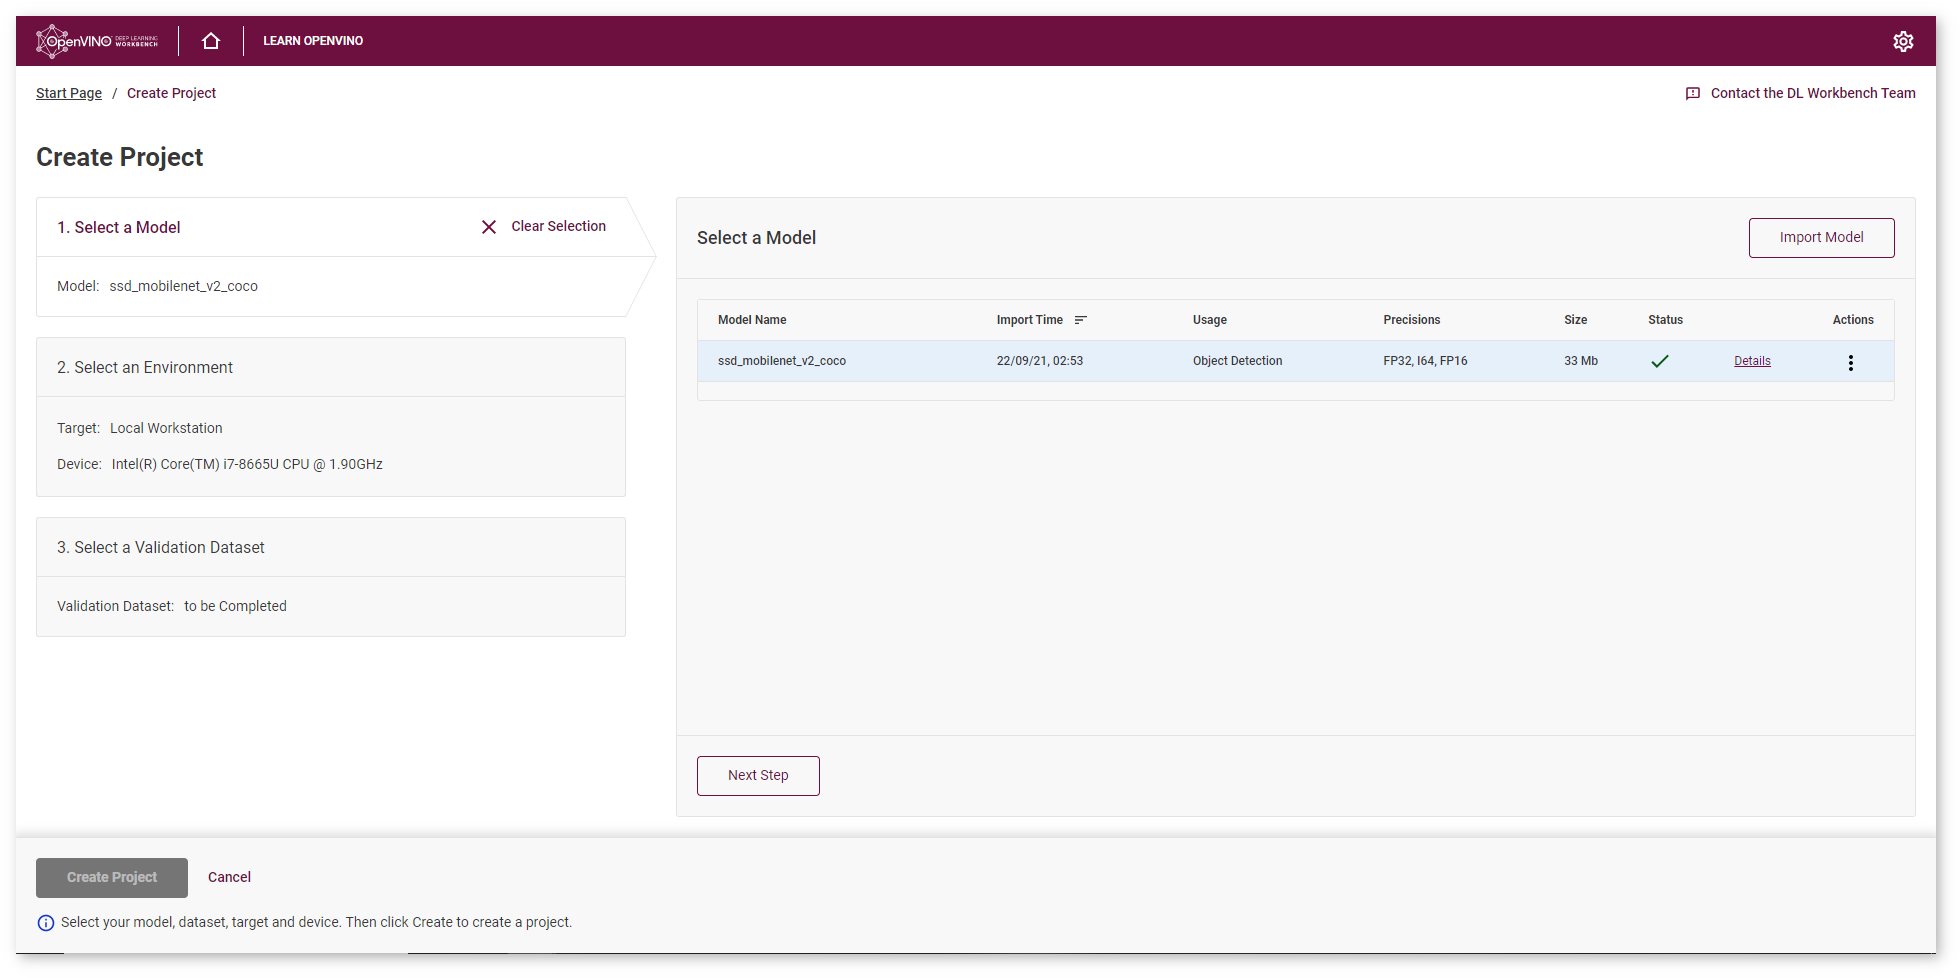 OpenVINO DEEP LEARNING WORKBENCH
LEARN OPENVINO
Start Page / Create Project
Contact the DL Workbench Team
Create Project
1. Select a Model
Clear Selection
Model: ssd_mobilenet_v2_coco
2. Select an Environment
Target: Local Workstation
Device: Intel(R) Core(TM) i7-8665U CPU @ 1.90GHz
3. Select a Validation Dataset
Validation Dataset: to be Completed
Select a Model
Import Model
Model Name Import Time Usage Precisions Size Status Actions
ssd_mobilenet_v2_coco 22/09/21, 02:53 Object Detection FP32, I64, FP16 33 Mb Details
Next Step
Create Project
Cancel
Select your model, dataset, target and device. Then click Create to create a project.